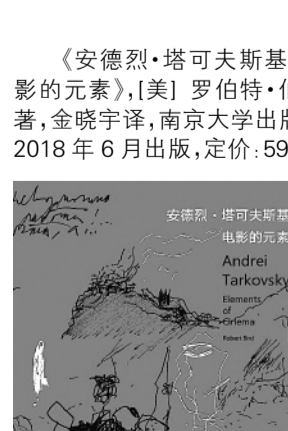 《安德烈·塔可夫斯基
影的元素》，[美] 罗伯特·伯
著，金晓宇译，南京大学出版
2018 年 6 月出版，定价：59
安德烈·塔可夫斯基
电影的元素
Andrei
Tarkovsky
Elements
of
Cinema
Robert Bird